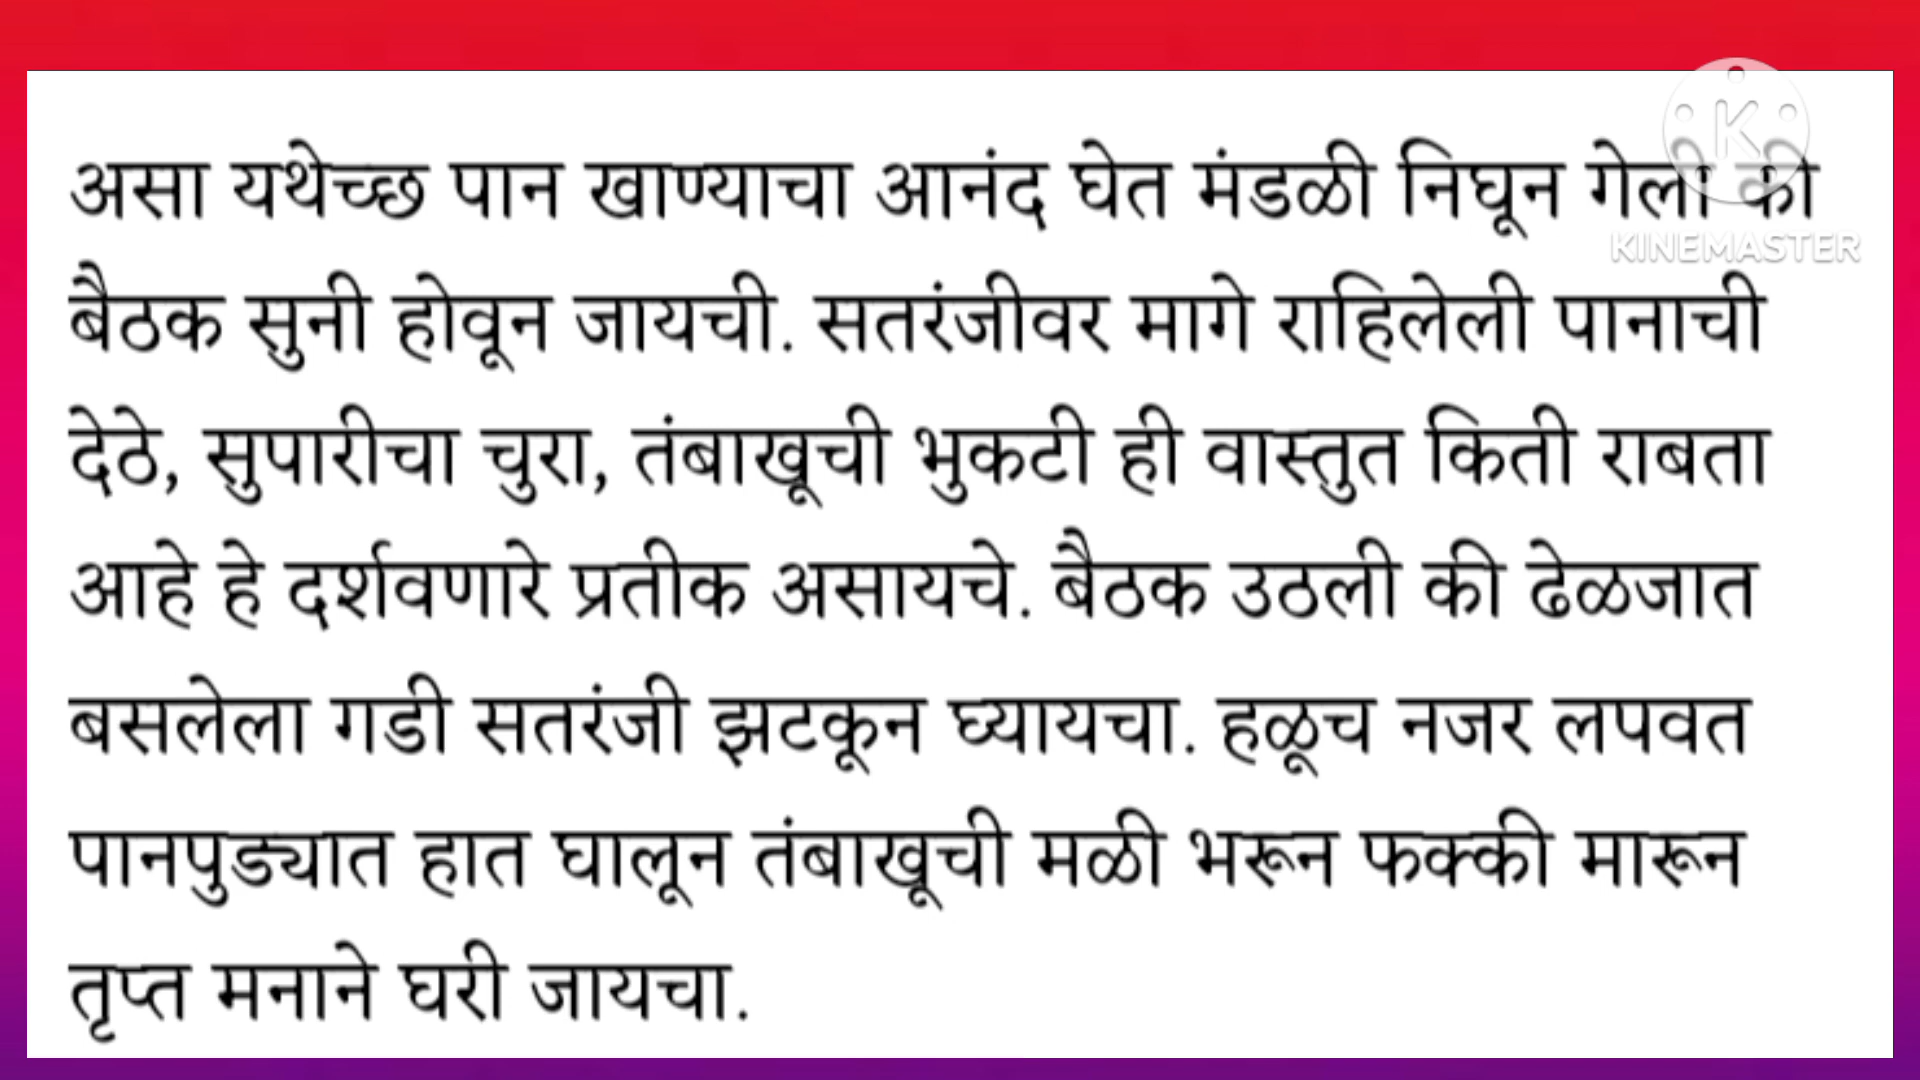 असा यथेच्छ पान खाण्याचा आनंद घेत मंडळी निघून गेली की
बैठक सुनी होवून जायची. सतरंजीवर मागे राहिलेली पानाची
देठे, सुपारीचा चुरा, तंबाखूची भुकटी ही वास्तुत किती राबता
आहे हे दर्शवणारे प्रतीक असायचे. बैठक उठली की ढेळजात
बसलेला गडी सतरंजी झटकून घ्यायचा. हळूच नजर लपवत
पानपुड्यात हात घालून तंबाखूची मळी भरून फक्की मारून
तृप्त मनाने घरी जायचा.
K
KINEMASTER